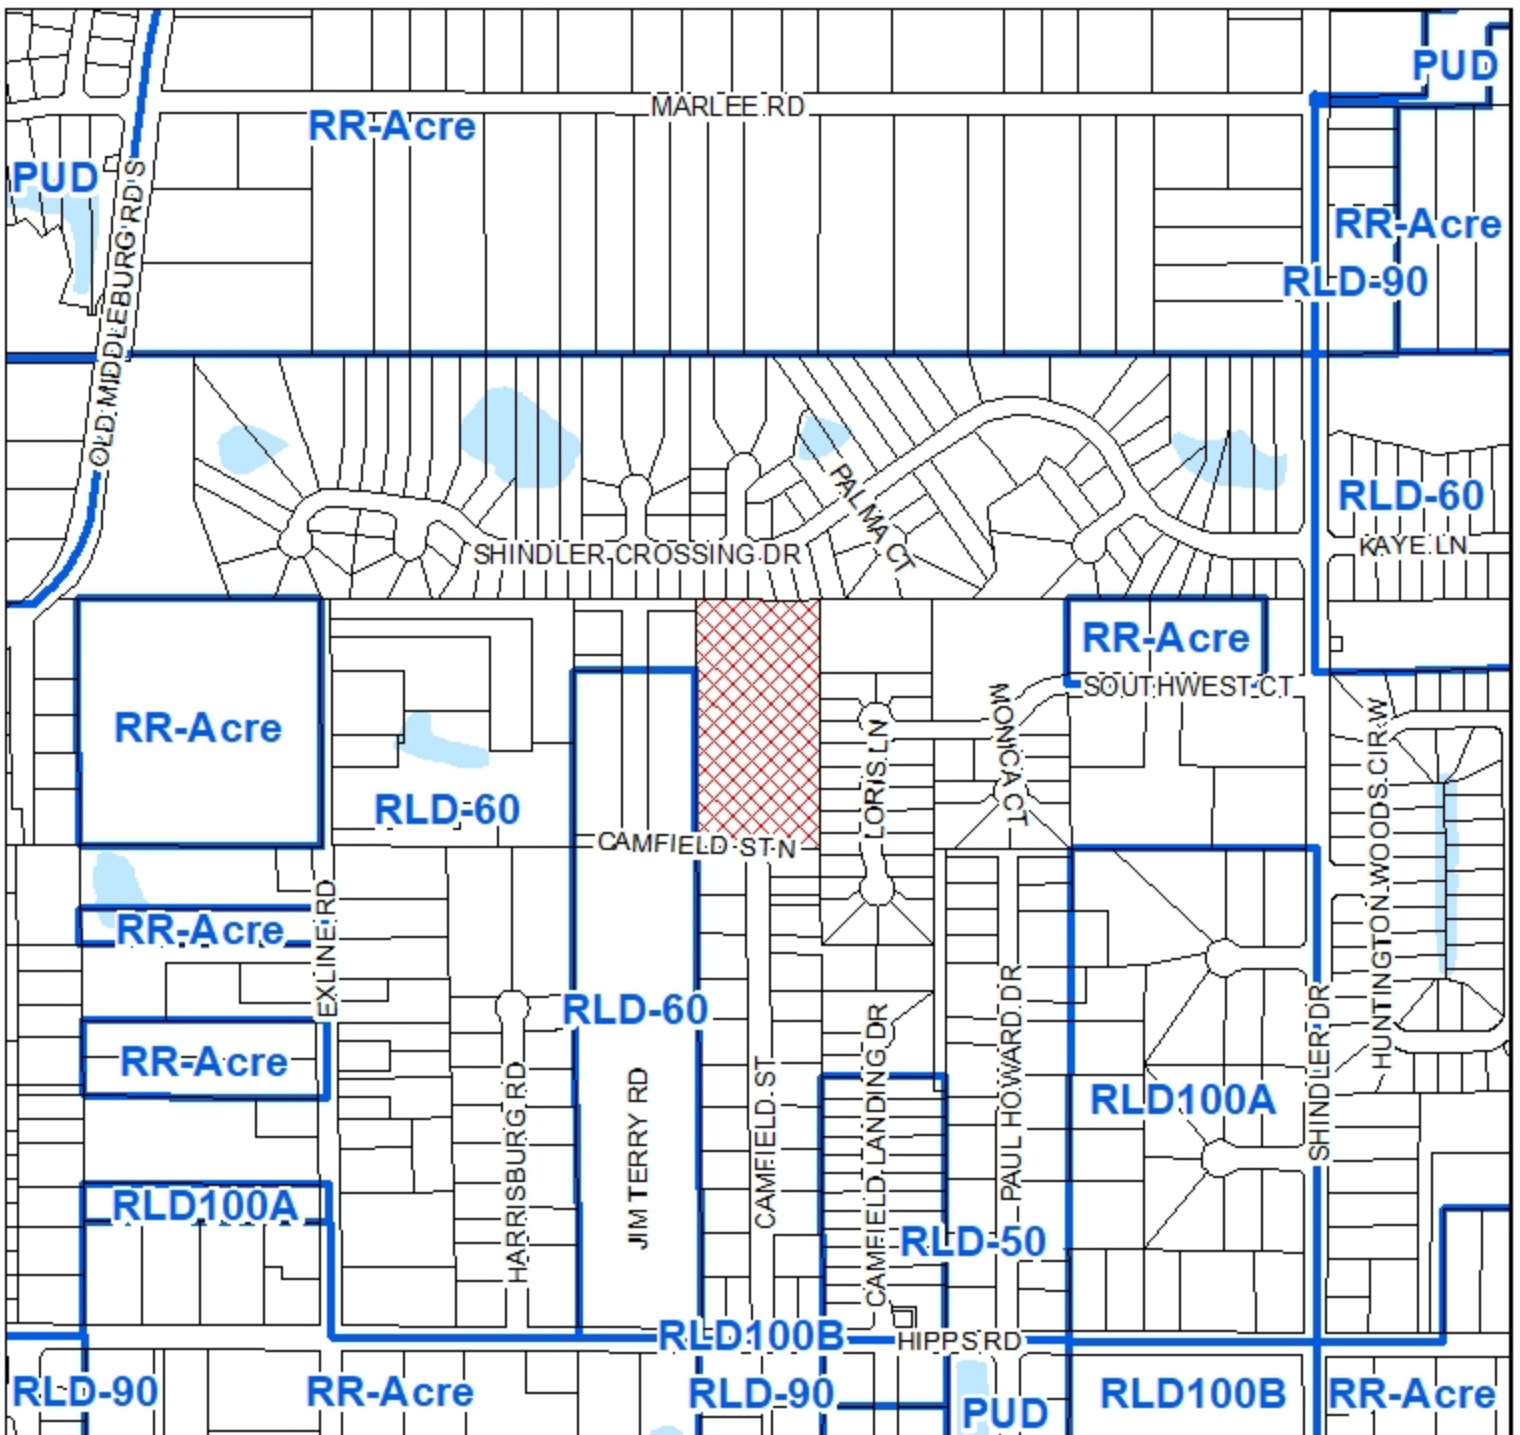 PUD
MARLEE RD
RR-Acre
PUD
OLD MIDDLEBURG RD S
RR-Acre
RLD-90
PALMA CT
RLD-60
SHINDLER CROSSING DR
KAYE LN
RR-Acre
SOUTHWEST CT
RR-Acre
MONICA CT
LORIS LN
HUNTINGTON WOODS CIR W
RLD-60
CAMFIELD ST N
RR-Acre
EXLINE RD
RLD-60
RR-Acre
HARRISBURG RD
JIM TERRY RD
CAMFIELD ST
CAMFIELD LANDING DR
PAUL HOWARD DR
RLD100A
SHINDLER DR
RLD100A
RLD-50
RLD100B
HIPPS RD
RLD-90
RR-Acre
RLD-90
PUD
RLD100B
RR-Acre